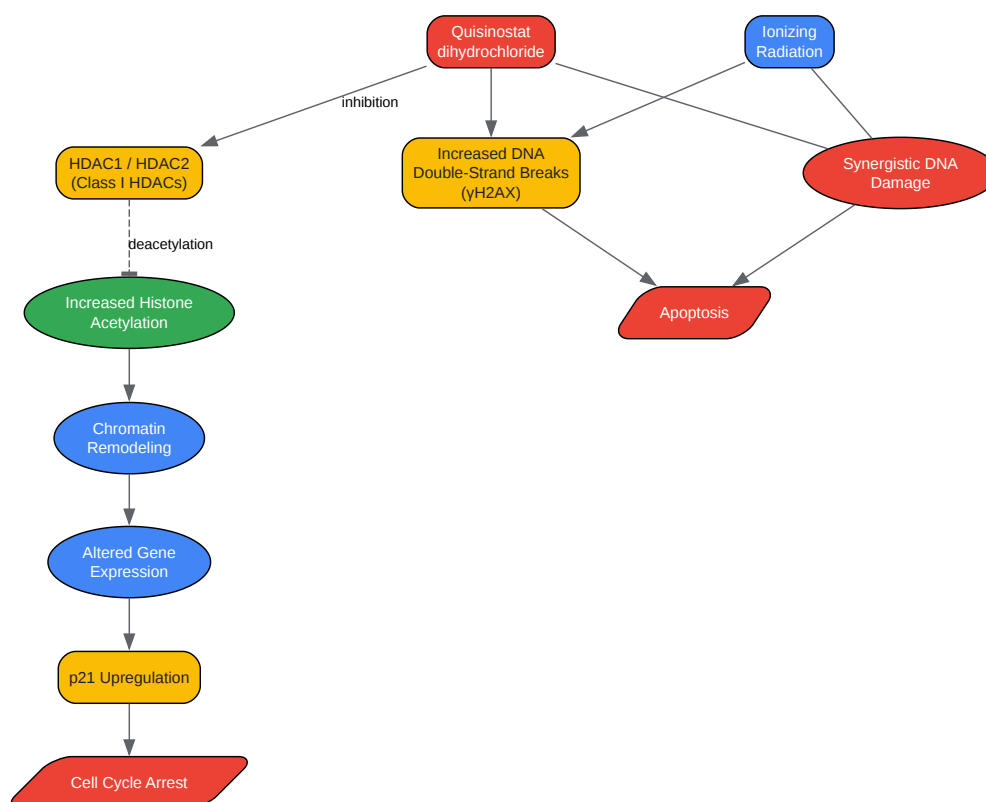 Quisinostat
dihydrochloride
Ionizing
Radiation
inhibition
HDAC1 / HDAC2
(Class I HDACs)
Increased DNA
Double-Strand Breaks
(γH2AX)
Synergistic DNA
Damage
deacetylation
Increased Histone
Acetylation
Apoptosis
Chromatin
Remodeling
Altered Gene
Expression
p21 Upregulation
Cell Cycle Arrest